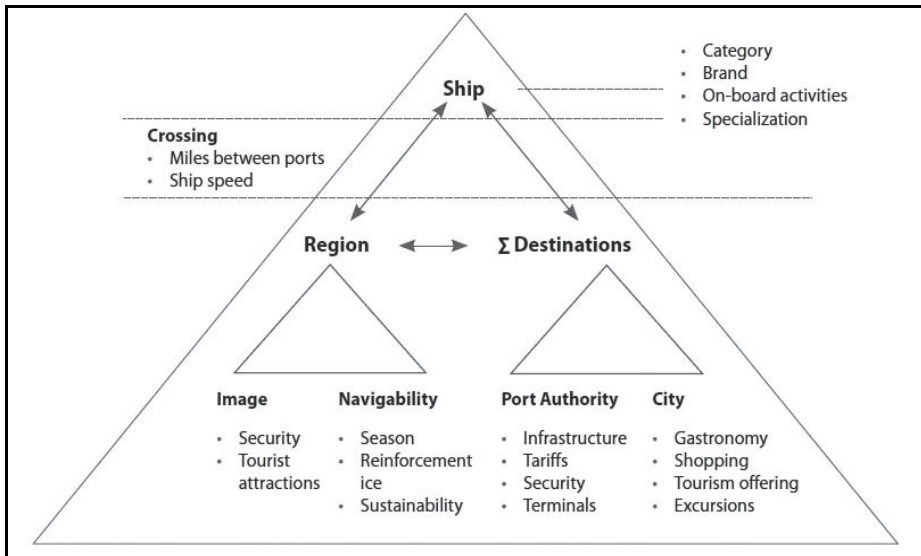 Ship
• Category
• Brand
• On-board activities
• Specialization
Crossing
• Miles between ports
• Ship speed
Region
∑ Destinations
Image
• Security
• Tourist
attractions
Navigability
• Season
• Reinforcement
ice
• Sustainability
Port Authority
• Infrastructure
• Tariffs
• Security
• Terminals
City
• Gastronomy
• Shopping
• Tourism offering
• Excursions